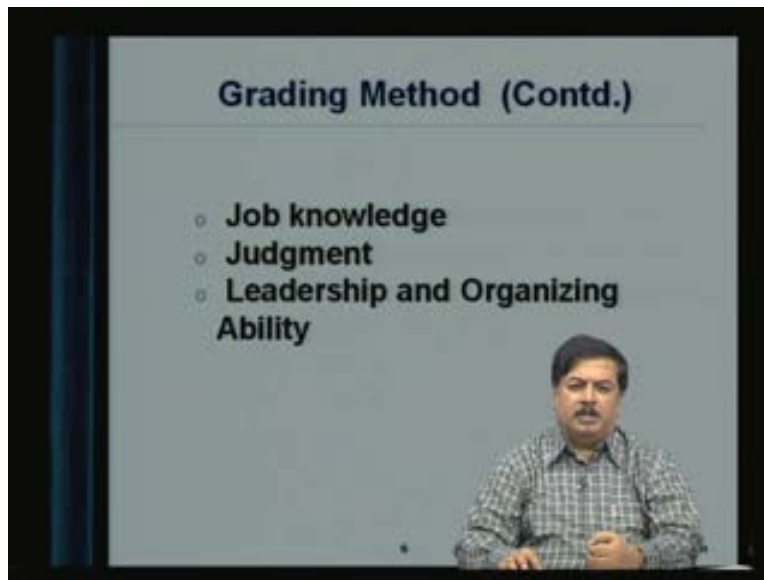 Grading Method (Contd.)
Job knowledge
Judgment
Leadership and Organizing
Ability